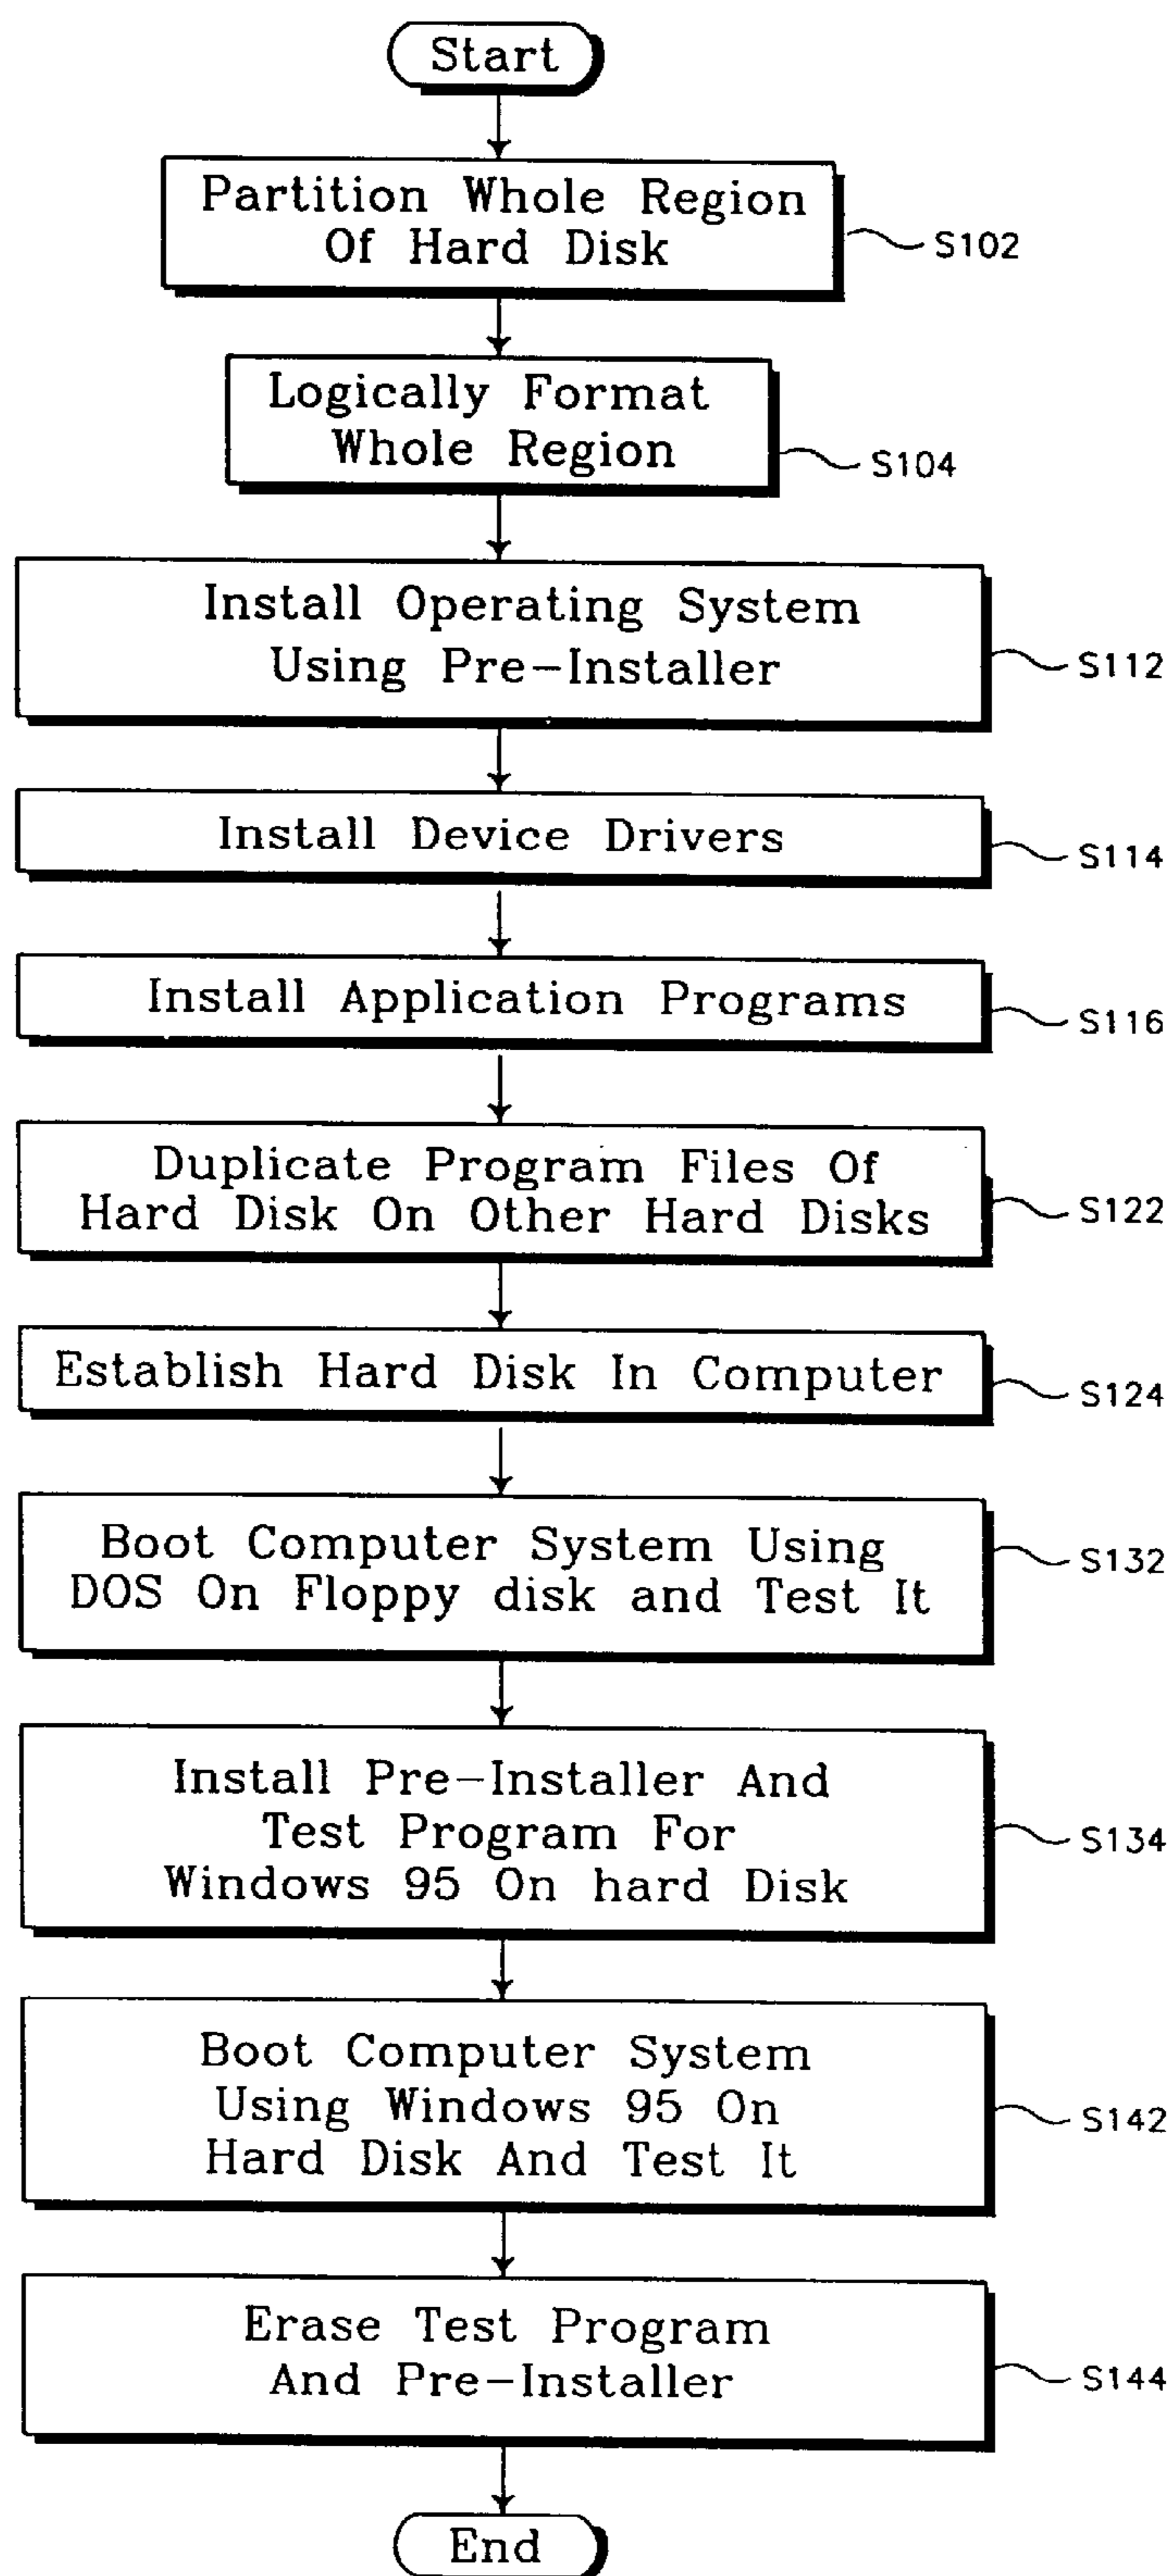 Start
Partition Whole Region
Of Hard Disk
S102
Logically Format
Whole Region
S104
Install Operating System
Using Pre-Installer
S112
Install Device Drivers
S114
Install Application Programs
S116
Duplicate Program Files Of
Hard Disk On Other Hard Disks
S122
Establish Hard Disk In Computer
S124
Boot Computer System Using
DOS On Floppy disk and Test It
S132
Install Pre-Installer And
Test Program For
Windows 95 On hard Disk
S134
Boot Computer System
Using Windows 95 On
Hard Disk And Test It
S142
Erase Test Program
And Pre-Installer
S144
End